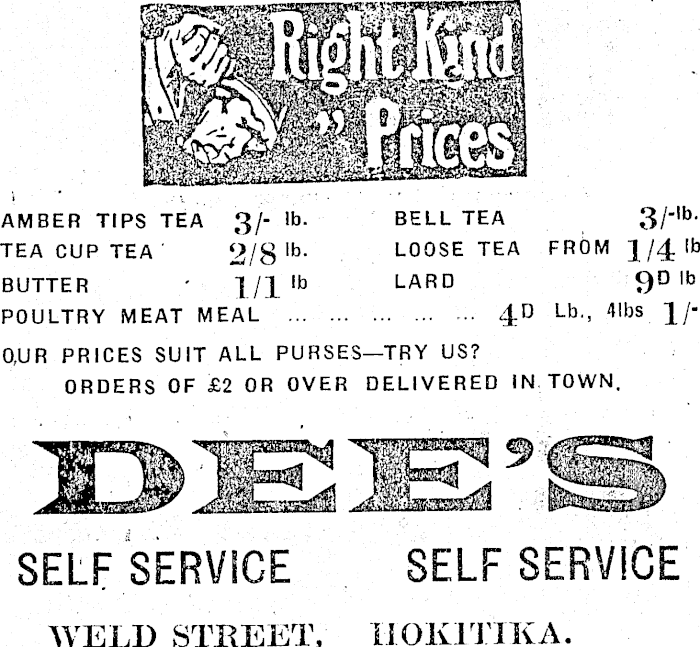 Right Kind
" Prices
AMBER TIPS TEA 3/- lb. BELL TEA 3/-lb.
TEA CUP TEA 2/8 lb. LOOSE TEA FROM 1/4 lb
BUTTER 1/1 lb LARD 9D lb
POULTRY MEAT MEAL ... ... ... ... ... 4D Lb., 4lbs 1/-
OUR PRICES SUIT ALL PURSES—TRY US?
ORDERS OF £2 OR OVER DELIVERED IN TOWN.
DEE'S
SELF SERVICE SELF SERVICE
WELD STREET, HOKITIKA.